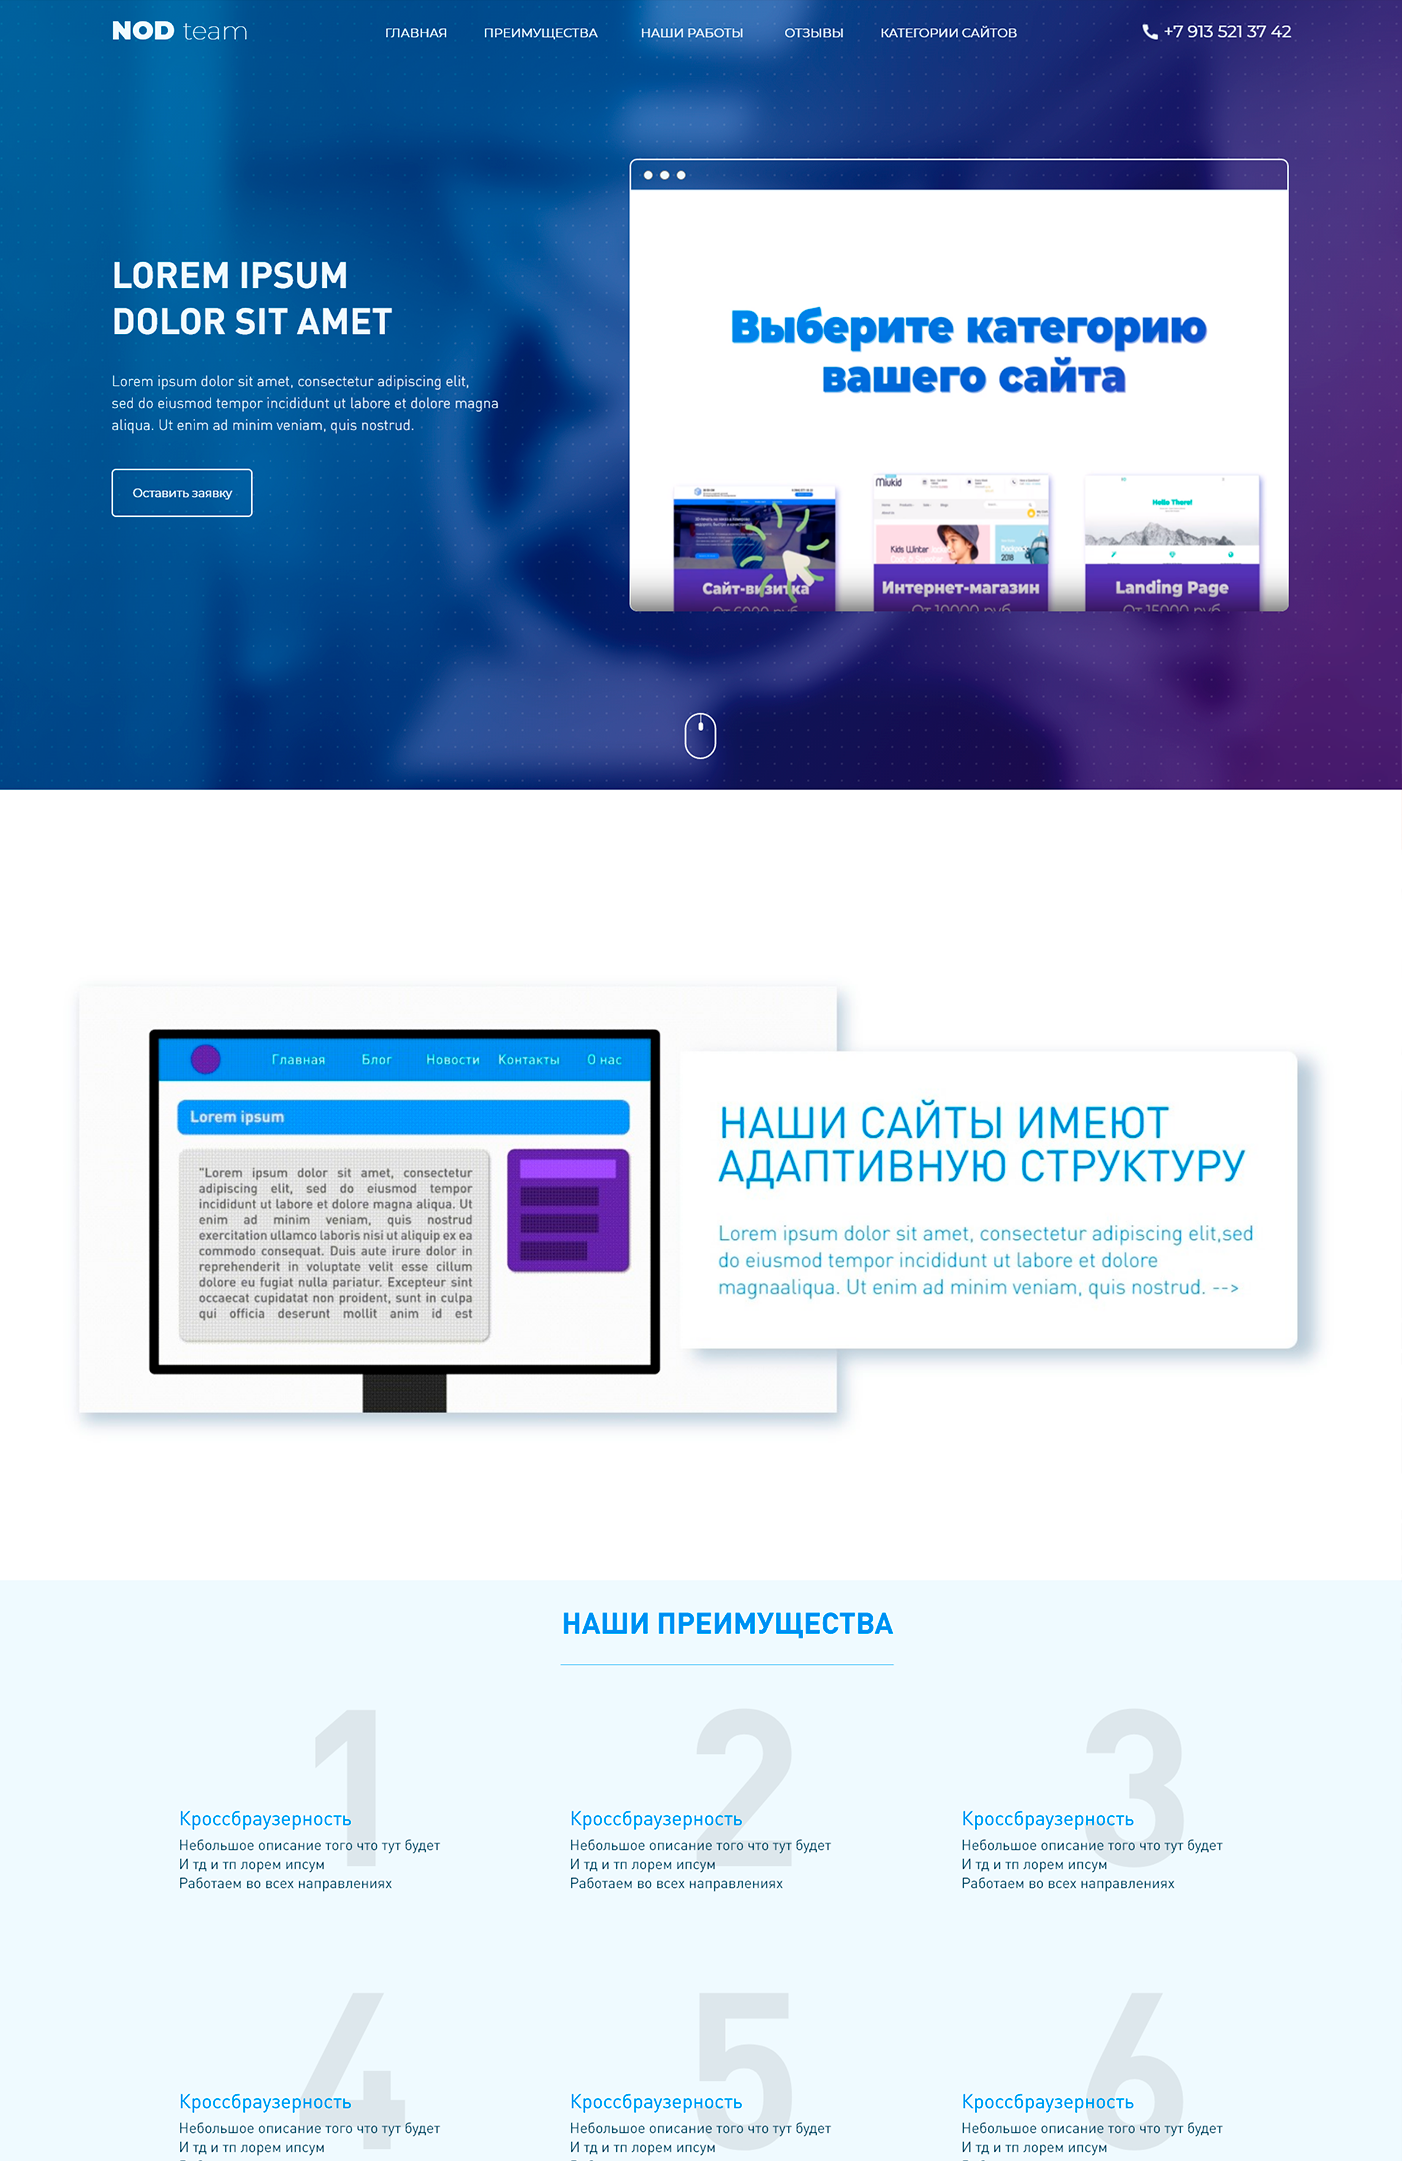 NOD team
ГЛАВНАЯ
ПРЕИМУЩЕСТВА
НАШИ РАБОТЫ
ОТЗЫВЫ
КАТЕГОРИИ САЙТОВ
+7 913 521 37 42
LOREM IPSUM
DOLOR SIT AMET
Lorem ipsum dolor sit amet, consectetur adipiscing elit,
sed do eiusmod tempor incididunt ut labore et dolore magna
aliqua. Ut enim ad minim veniam, quis nostrud.
Оставить заявку
Выберите категорию
вашего сайта
Сайт-визитка
От 6000 руб
Miukid
Kids Winter
Backpack
2018
Интернет-магазин
От 10000 руб
Hello There!
Landing Page
От 15000 руб.
Главная
Блог
Новости
Контакты
О нас
Lorem ipsum
"Lorem ipsum dolor sit amet, consectetur
adipiscing elit, sed do eiusmod tempor
incididunt ut labore et dolore magna aliqua. Ut
enim ad minim veniam, quis nostrud
exercitation ullamco laboris nisi ut aliquip ex ea
commodo consequat. Duis aute irure dolor in
reprehenderit in voluptate velit esse cillum
dolore eu fugiat nulla pariatur. Excepteur sint
occaecat cupidatat non proident, sunt in culpa
qui officia deserunt mollit anim id est
НАШИ САЙТЫ ИМЕЮТ
АДАПТИВНУЮ СТРУКТУРУ
Lorem ipsum dolor sit amet, consectetur adipiscing elit,sed
do eiusmod tempor incididunt ut labore et dolore
magnaaliqua. Ut enim ad minim veniam, quis nostrud. -->
НАШИ ПРЕИМУЩЕСТВА
1
Кроссбраузерность
Небольшое описание того что тут будет
И тд и тп лорем ипсум
Работаем во всех направлениях
2
Кроссбраузерность
Небольшое описание того что тут будет
И тд и тп лорем ипсум
Работаем во всех направлениях
3
Кроссбраузерность
Небольшое описание того что тут будет
И тд и тп лорем ипсум
Работаем во всех направлениях
4
Кроссбраузерность
Небольшое описание того что тут будет
И тд и тп лорем ипсум
5
Кроссбраузерность
Небольшое описание того что тут будет
И тд и тп лорем ипсум
6
Кроссбраузерность
Небольшое описание того что тут будет
И тд и тп лорем ипсум